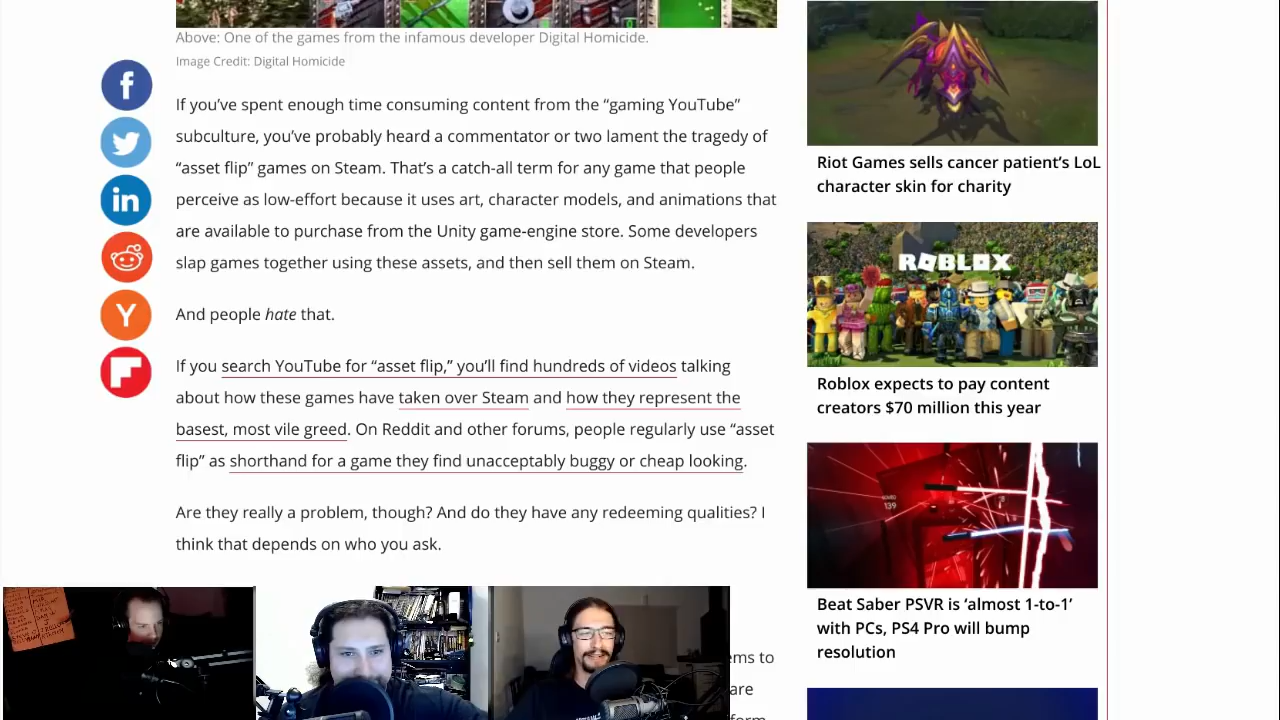 Above: One of the games from the infamous developer Digital Homicide.
Image Credit: Digital Homicide
If you’ve spent enough time consuming content from the “gaming YouTube”
subculture, you’ve probably heard a commentator or two lament the tragedy of
“asset flip” games on Steam. That’s a catch-all term for any game that people
perceive as low-effort because it uses art, character models, and animations that
are available to purchase from the Unity game-engine store. Some developers
slap games together using these assets, and then sell them on Steam.
And people hate that.
If you search YouTube for “asset flip,” you’ll find hundreds of videos talking
about how these games have taken over Steam and how they represent the
basest, most vile greed. On Reddit and other forums, people regularly use “asset
flip” as shorthand for a game they find unacceptably buggy or cheap looking.
Are they really a problem, though? And do they have any redeeming qualities? I
think that depends on who you ask.
ems to
are
form
f
in
Y
Riot Games sells cancer patient’s LoL
character skin for charity
ROBLOX
Roblox expects to pay content
creators $70 million this year
139
Beat Saber PSVR is ‘almost 1-to-1’
with PCs, PS4 Pro will bump
resolution